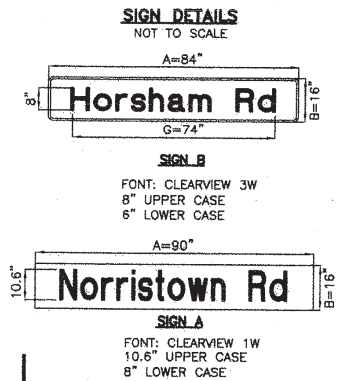 SIGN DETAILS
NOT TO SCALE
A=84"
8"
Horsham Rd
B=16"
G=74"
SIGN B
FONT: CLEARVIEW 3W
8" UPPER CASE
6" LOWER CASE
A=90"
10.6"
Norristown Rd
B=16"
SIGN A
FONT: CLEARVIEW 1W
10.6" UPPER CASE
8" LOWER CASE